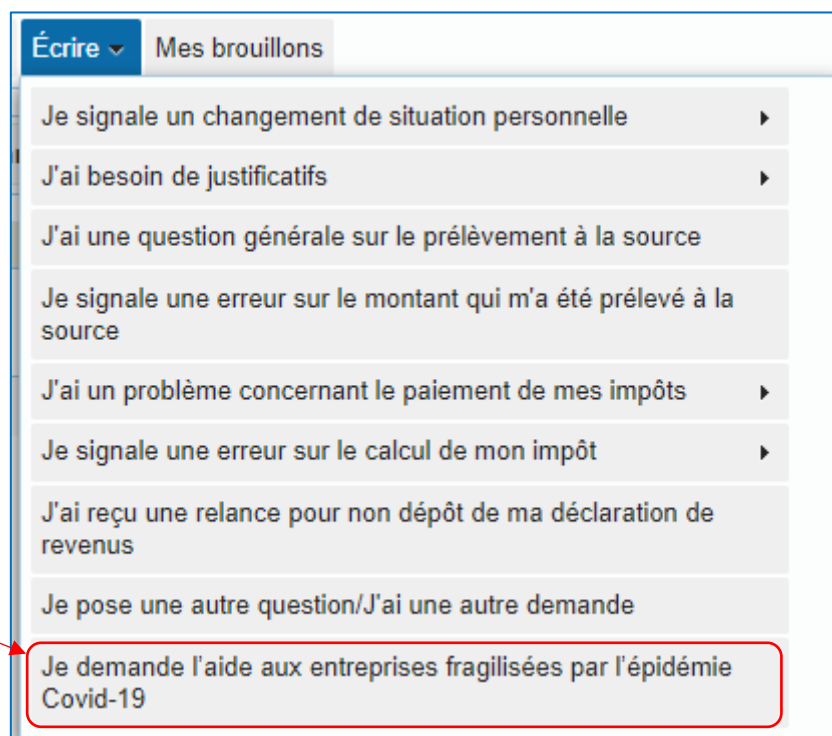 Écrire
Mes brouillons
Je signale un changement de situation personnelle
J'ai besoin de justificatifs
J'ai une question générale sur le prélèvement à la source
Je signale une erreur sur le montant qui m'a été prélevé à la
source
J'ai un problème concernant le paiement de mes impôts
Je signale une erreur sur le calcul de mon impôt
J'ai reçu une relance pour non dépôt de ma déclaration de
revenus
Je pose une autre question/J'ai une autre demande
Je demande l'aide aux entreprises fragilisées par l'épidémie
Covid-19